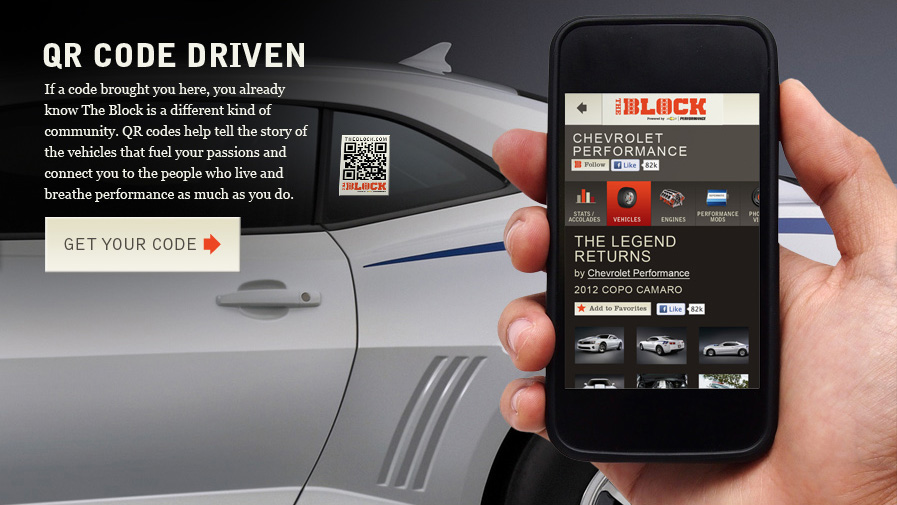 QR CODE DRIVEN
If a code brought you here, you already
know The Block is a different kind of
community. QR codes help tell the story of
the vehicles that fuel your passions and
connect you to the people who live and
breathe performance as much as you do.
GET YOUR CODE
THEBLOCK.COM
THE BLOCK
THE BLOCK
Powered by PERFORMANCE
CHEVROLET
PERFORMANCE
Follow Like 82k
STATS / ACCOLADES
VEHICLES
ENGINES
PERFORMANCE MODS
THE LEGEND
RETURNS
by Chevrolet Performance
2012 COPO CAMARO
Add to Favorites Like 82k